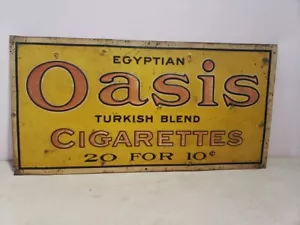 EGYPTIAN
Oasis
TURKISH BLEND
CIGARETTES
20 FOR 10¢